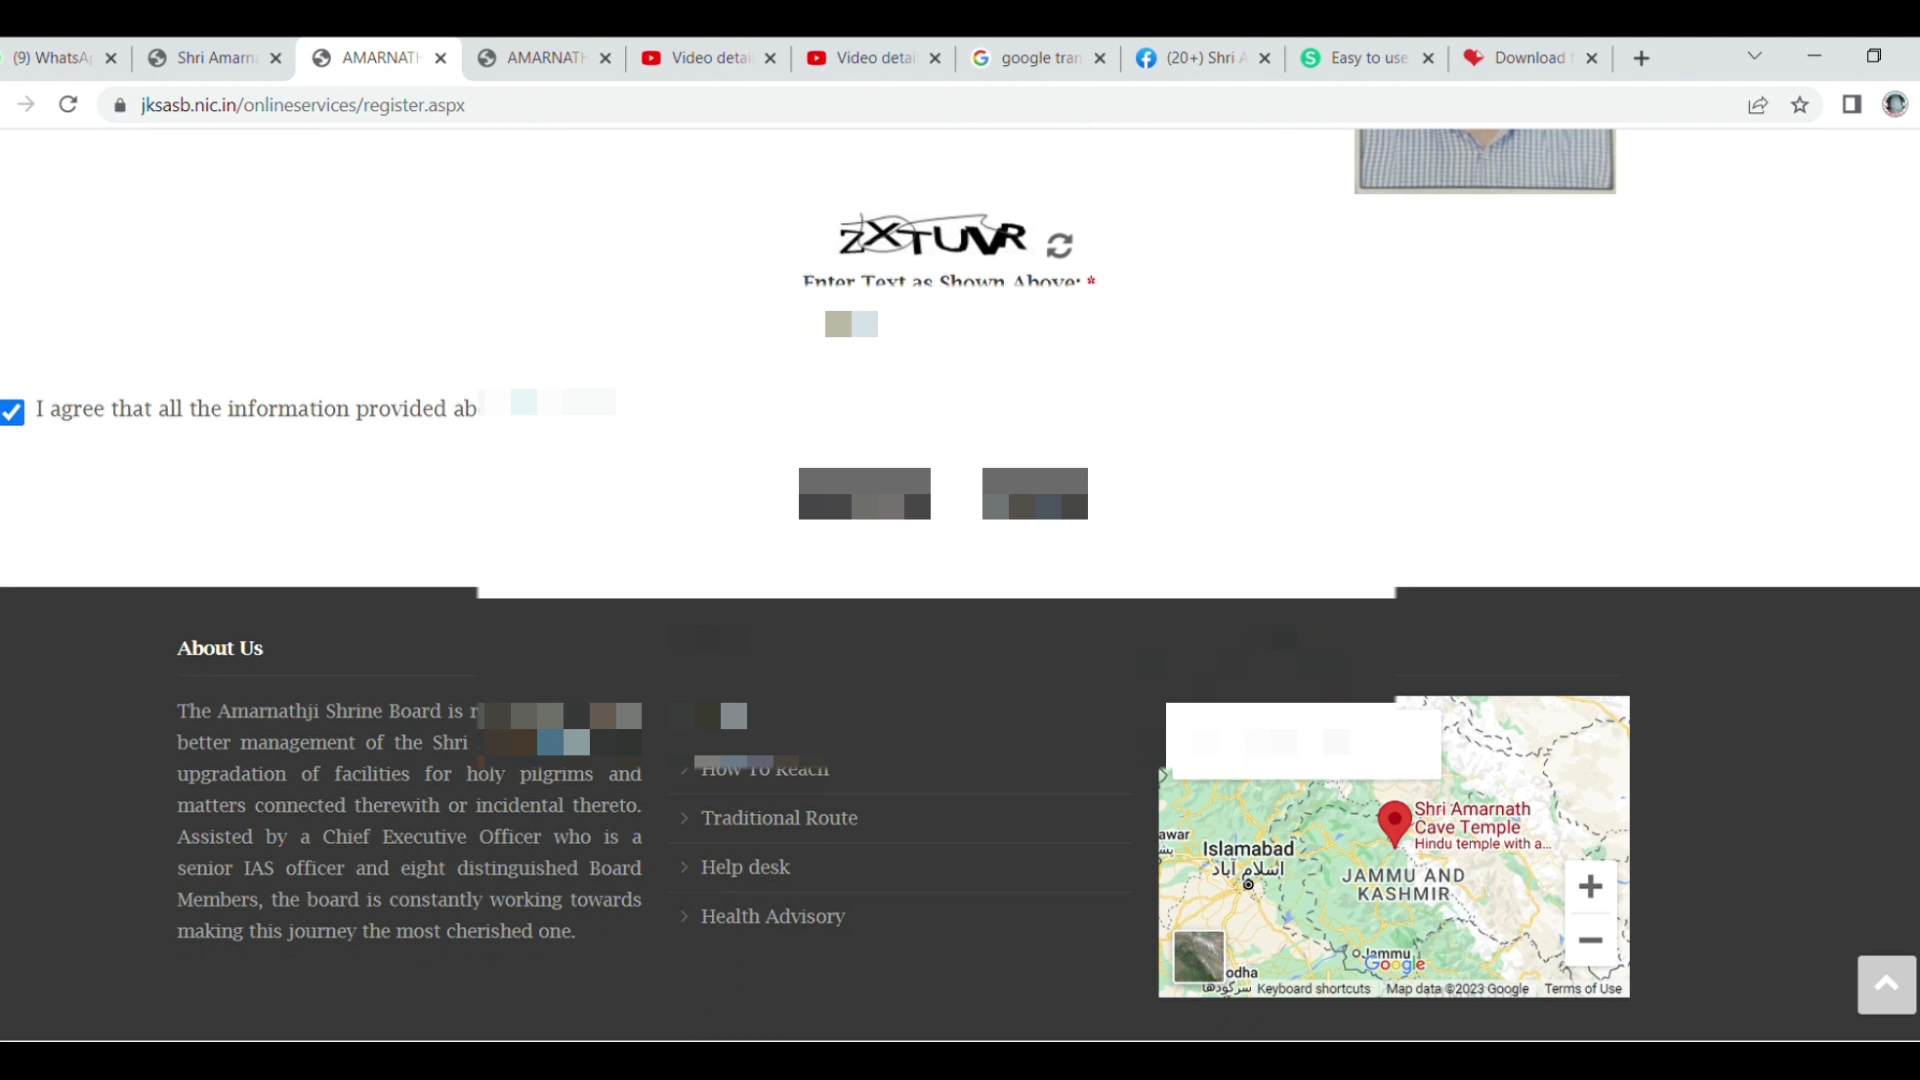 (9) WhatsA
Shri Amarn
AMARNATH
AMARNATH
Video detai
Video detai
google tran
(20+) Shri A
Easy to use
Download
jksasb.nic.in/onlineservices/register.aspx
ZXTUVR
Enter Text as Shown Above: *
I agree that all the information provided ab
About Us
The Amarnathji Shrine Board is r
better management of the Shri
upgradation of facilities for holy pilgrims and
matters connected therewith or incidental thereto.
Assisted by a Chief Executive Officer who is a
senior IAS officer and eight distinguished Board
Members, the board is constantly working towards
making this journey the most cherished one.
How To Reach
Traditional Route
Help desk
Health Advisory
Shri Amarnath
Cave Temple
Hindu temple with a...
awar
Islamabad
اسلام آباد
JAMMU AND
KASHMIR
Jammu
Google
odha
سرگودها
Keyboard shortcuts
Map data ©2023 Google
Terms of Use